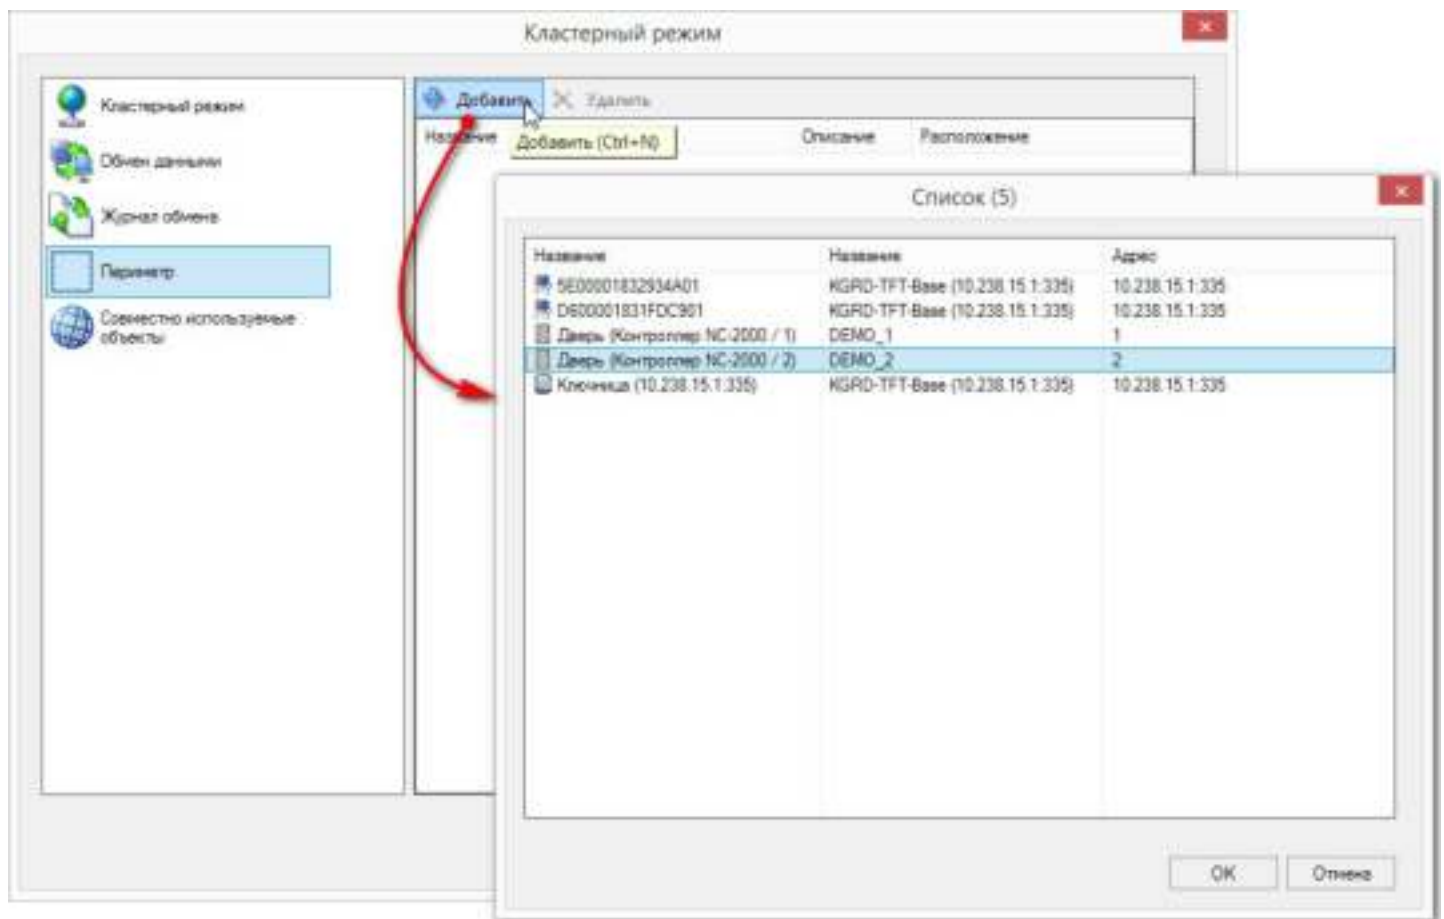 Кластерный режим
Кластерный режим
Обмен данными
Журнал обмена
Периметр
Совместно используемые
объекты
Добавить Удалить
Название Описание Расположение
Добавить (Ctrl+N)
Список (5)
Название Название Адрес
5E00001832934A01 KGRD-TFT-Base (10.238.15.1:335) 10.238.15.1:335
D600001831FDC901 KGRD-TFT-Base (10.238.15.1:335) 10.238.15.1:335
Дверь (Контроллер NC-2000 / 1) DEMO_1 1
Дверь (Контроллер NC-2000 / 2) DEMO_2 2
Ключница (10.238.15.1:335) KGRD-TFT-Base (10.238.15.1:335) 10.238.15.1:335
OK Отмена